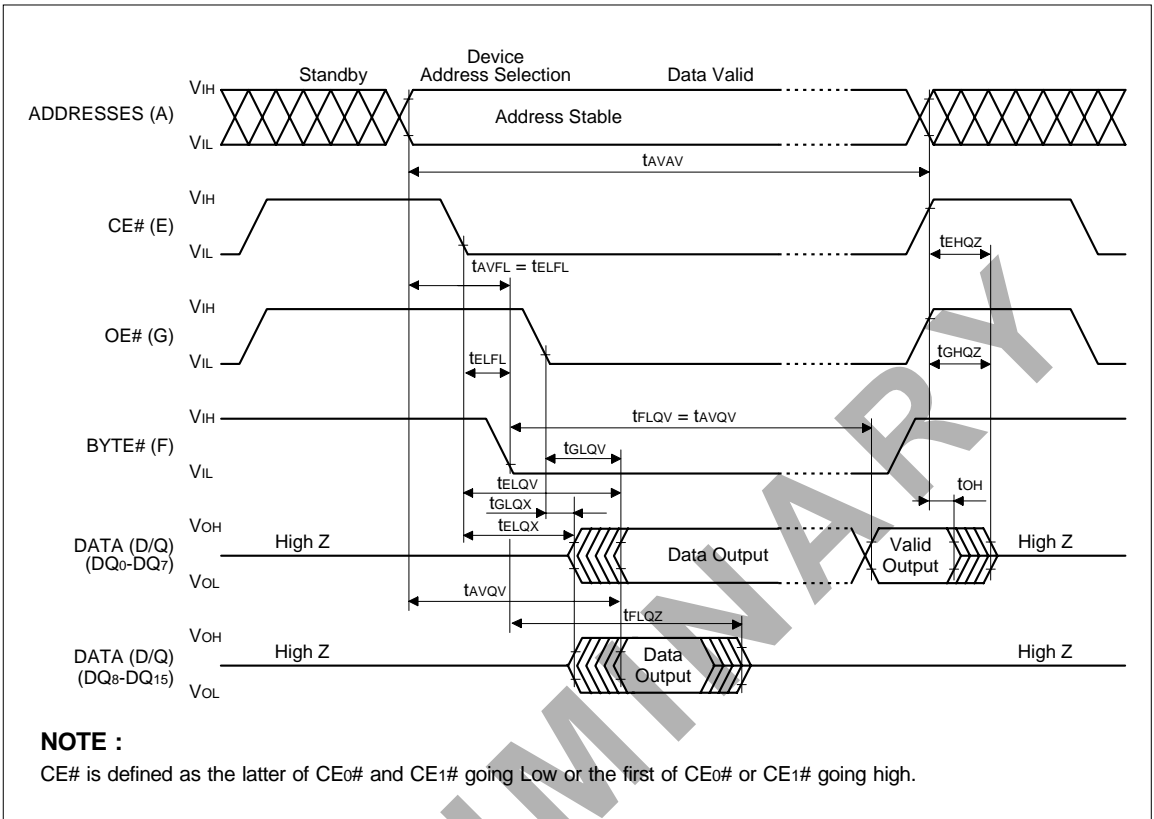 Device
Standby Address Selection Data Valid
VIH
ADDRESSES (A) Address Stable
VIL
tAVAV
VIH
CE# (E)
VIL tEHQZ
tAVFL = tELFL
VIH
OE# (G)
VIL tELFL tGHQZ
VIH tFLQV = tAVQV
BYTE# (F) tGLQV
VIL
tELQV
tGLQX tOH
tELQX
VOH
DATA (D/Q) High Z Data Output Valid High Z
(DQ0-DQ7) Output
VOL
tAVQV
tFLQZ
VOH
DATA (D/Q) High Z Data High Z
(DQ8-DQ15) Output
VOL
NOTE :
CE# is defined as the latter of CE0# and CE1# going Low or the first of CE0# or CE1# going high.
IMINARY